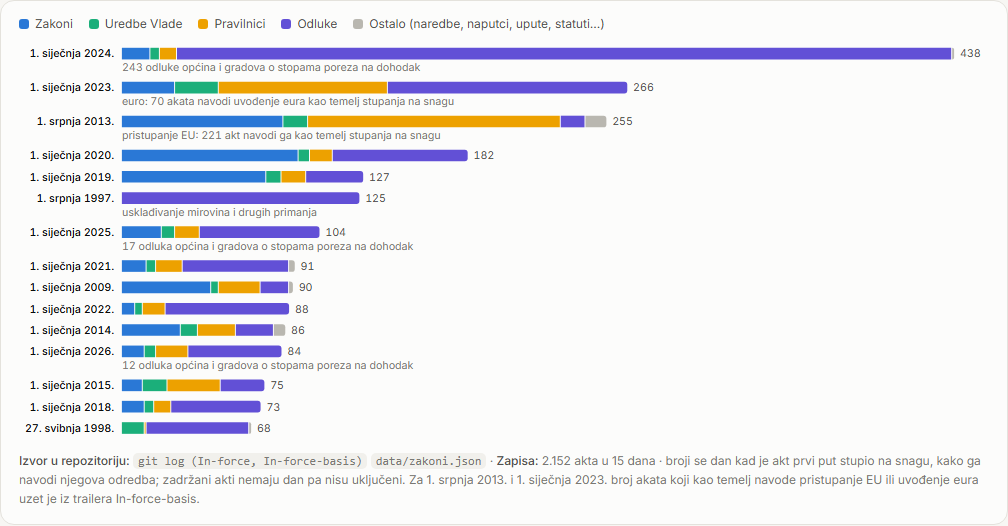 Zakoni Uredbe Vlade Pravilnici Odluke Ostalo (naredbe, naputci, upute, statuti...)
1. siječnja 2024. 438
243 odluke općina i gradova o stopama poreza na dohodak
1. siječnja 2023. 266
euro: 70 akata navodi uvođenje eura kao temelj stupanja na snagu
1. srpnja 2013. 255
pristupanje EU: 221 akt navodi ga kao temelj stupanja na snagu
1. siječnja 2020. 182
1. siječnja 2019. 127
1. srpnja 1997. 125
usklađivanje mirovina i drugih primanja
1. siječnja 2025. 104
17 odluka općina i gradova o stopama poreza na dohodak
1. siječnja 2021. 91
1. siječnja 2009. 90
1. siječnja 2022. 88
1. siječnja 2014. 86
1. siječnja 2026. 84
12 odluka općina i gradova o stopama poreza na dohodak
1. siječnja 2015. 75
1. siječnja 2018. 73
27. svibnja 1998. 68
Izvor u repozitoriju: git log (In-force, In-force-basis) data/zakoni.json · Zapisa: 2.152 akta u 15 dana · broji se dan kad je akt prvi put stupio na snagu, kako ga
navodi njegova odredba; zadržani akti nemaju dan pa nisu uključeni. Za 1. srpnja 2013. i 1. siječnja 2023. broj akata koji kao temelj navode pristupanje EU ili uvođenje eura
uzet je iz trailera In-force-basis.